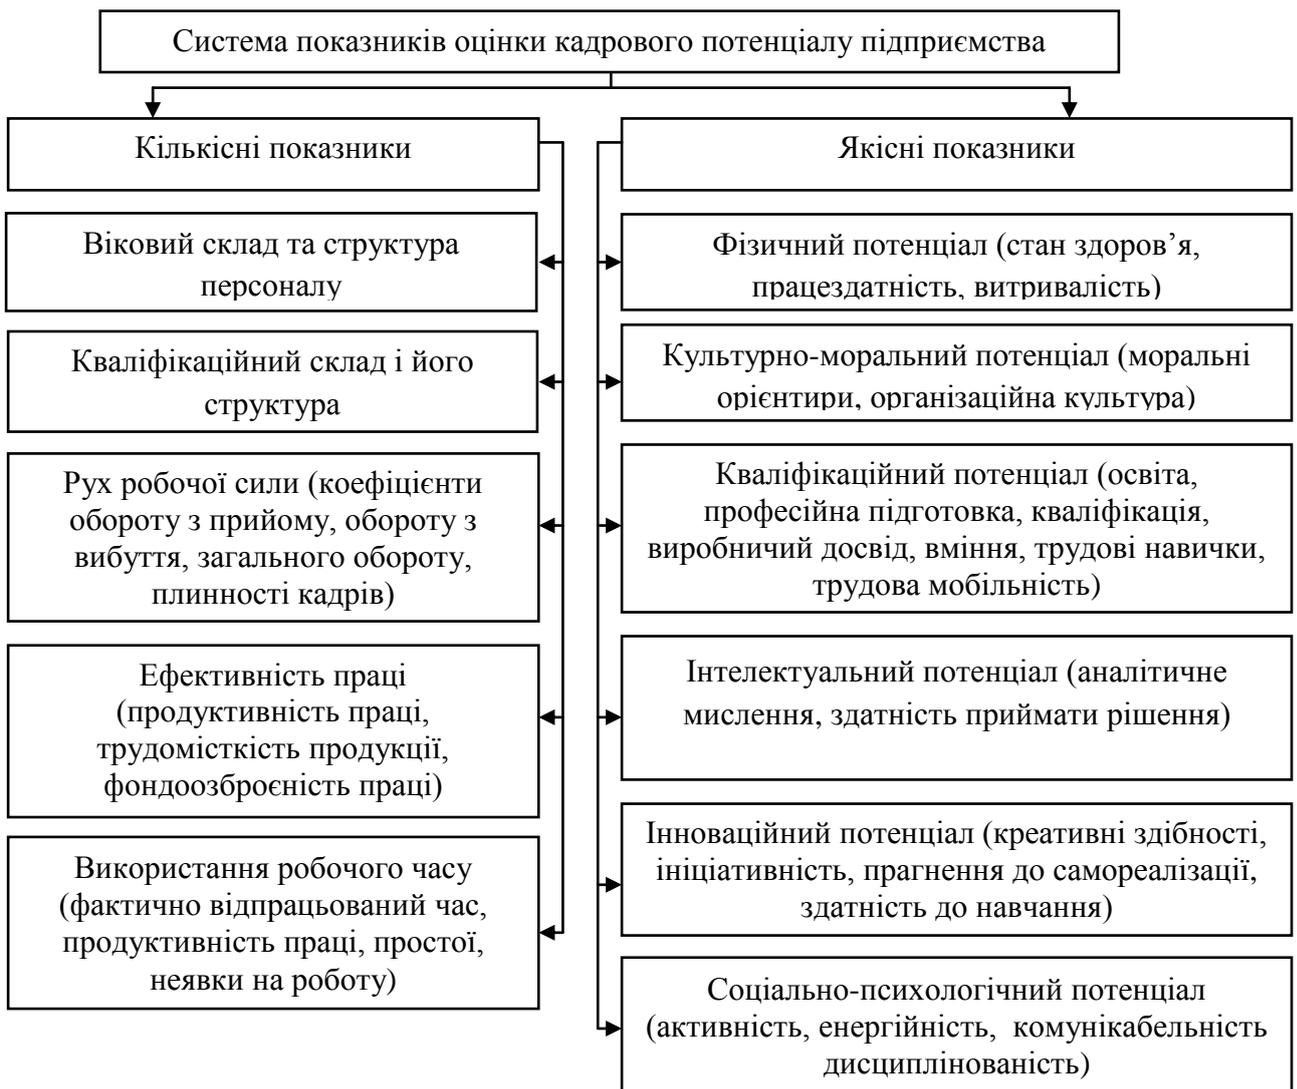 Система показників оцінки кадрового потенціалу підприємства
Кількісні показники
Віковий склад та структура
персоналу
Кваліфікаційний склад і його
структура
Рух робочої сили (коефіцієнти
обороту з прийому, обороту з
вибуття, загального обороту,
плинності кадрів)
Ефективність праці
(продуктивність праці,
трудомісткість продукції,
фондоозброєність праці)
Використання робочого часу
(фактично відпрацьований час,
продуктивність праці, простої,
неявки на роботу)
Якісні показники
Фізичний потенціал (стан здоров’я,
працездатність, витривалість)
Культурно-моральний потенціал (моральні
орієнтири, організаційна культура)
Кваліфікаційний потенціал (освіта,
професійна підготовка, кваліфікація,
виробничий досвід, вміння, трудові навички,
трудова мобільність)
Інтелектуальний потенціал (аналітичне
мислення, здатність приймати рішення)
Інноваційний потенціал (креативні здібності,
ініціативність, прагнення до самореалізації,
здатність до навчання)
Соціально-психологічний потенціал
(активність, енергійність, комунікабельність
дисциплінованість)